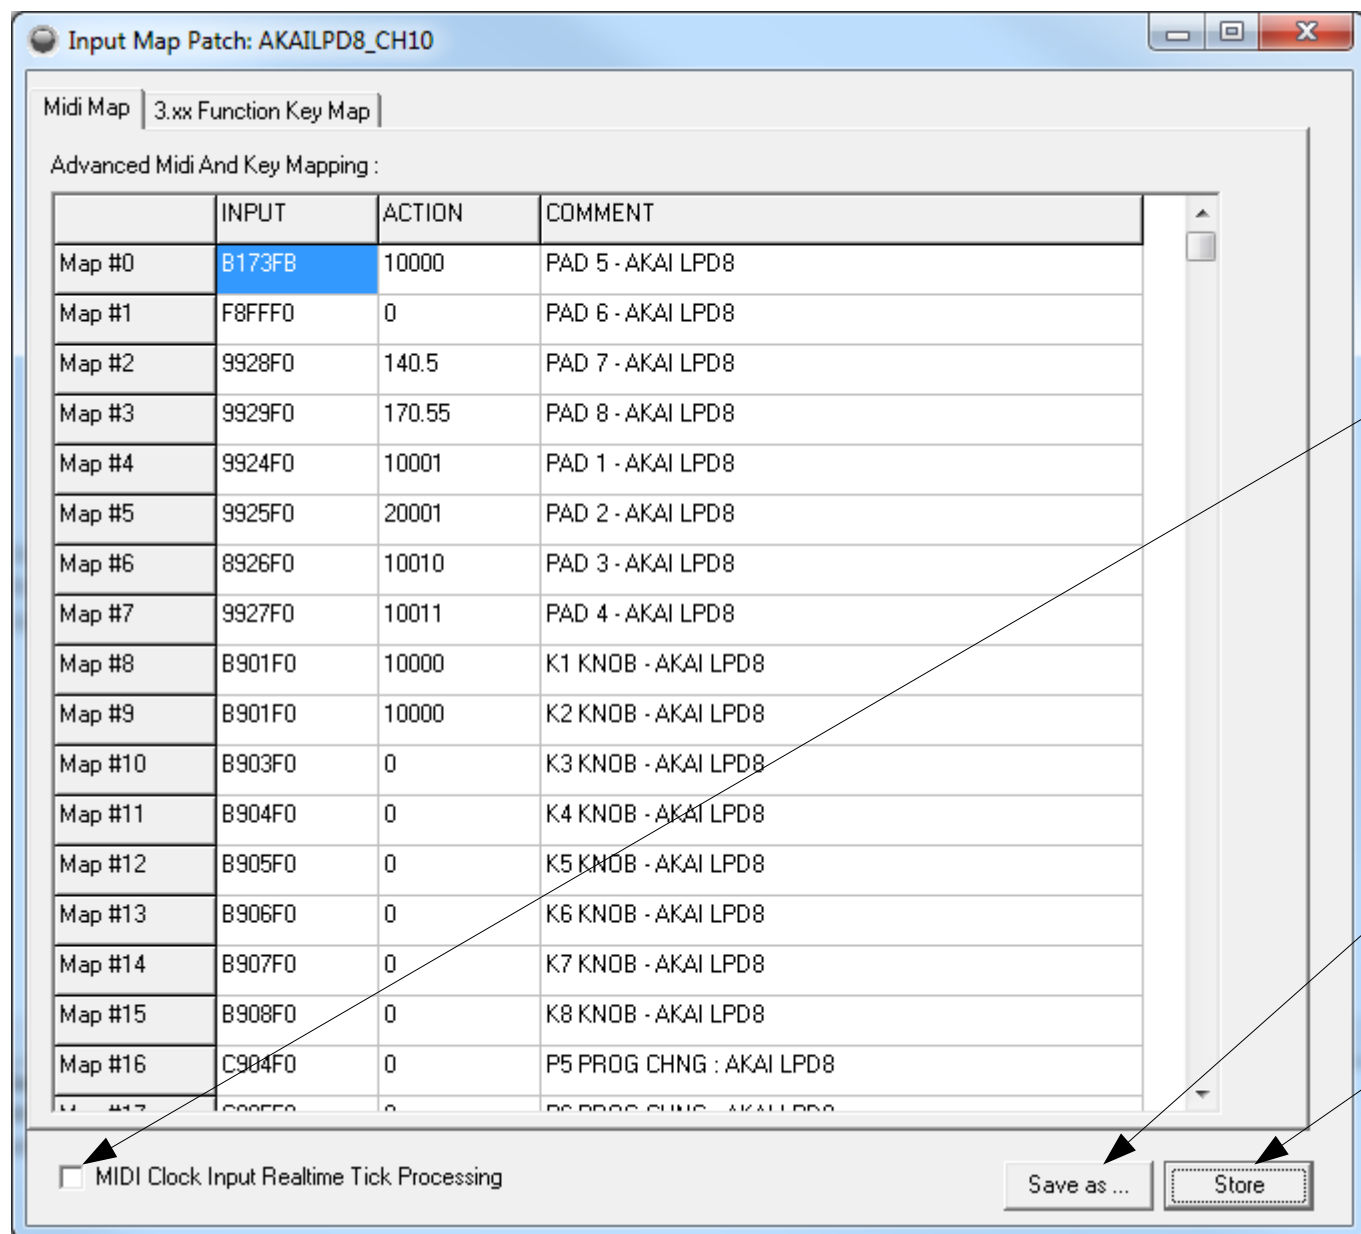 Input Map Patch: AKAILPD8_CH10
Midi Map 3.xx Function Key Map
Advanced Midi And Key Mapping :
INPUT ACTION COMMENT
Map #0 B173FB 10000 PAD 5 - AKAI LPD8
Map #1 F8FFF0 0 PAD 6 - AKAI LPD8
Map #2 9928F0 140.5 PAD 7 - AKAI LPD8
Map #3 9929F0 170.55 PAD 8 - AKAI LPD8
Map #4 9924F0 10001 PAD 1 - AKAI LPD8
Map #5 9925F0 20001 PAD 2 - AKAI LPD8
Map #6 8926F0 10010 PAD 3 - AKAI LPD8
Map #7 9927F0 10011 PAD 4 - AKAI LPD8
Map #8 B901F0 10000 K1 KNOB - AKAI LPD8
Map #9 B901F0 10000 K2 KNOB - AKAI LPD8
Map #10 B903F0 0 K3 KNOB - AKAI LPD8
Map #11 B904F0 0 K4 KNOB - AKAI LPD8
Map #12 B905F0 0 K5 KNOB - AKAI LPD8
Map #13 B906F0 0 K6 KNOB - AKAI LPD8
Map #14 B907F0 0 K7 KNOB - AKAI LPD8
Map #15 B908F0 0 K8 KNOB - AKAI LPD8
Map #16 C904F0 0 P5 PROG CHNG : AKAI LPD8
MIDI Clock Input Realtime Tick Processing
Save as ... Store